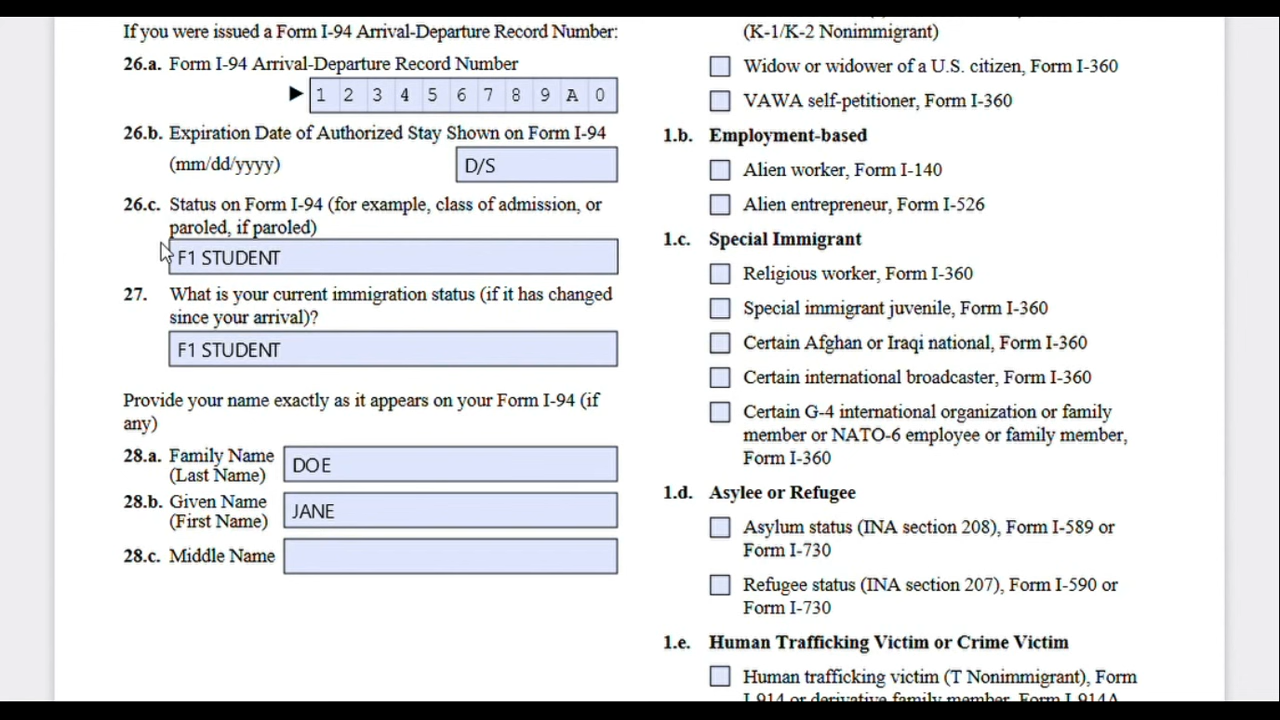 If you were issued a Form I-94 Arrival-Departure Record Number:
26.a. Form I-94 Arrival-Departure Record Number
1 2 3 4 5 6 7 8 9 A 0
26.b. Expiration Date of Authorized Stay Shown on Form I-94
(mm/dd/yyyy)
D/S
26.c. Status on Form I-94 (for example, class of admission, or
paroled, if paroled)
F1 STUDENT
27. What is your current immigration status (if it has changed
since your arrival)?
F1 STUDENT
Provide your name exactly as it appears on your Form I-94 (if
any)
28.a. Family Name
(Last Name)
DOE
28.b. Given Name
(First Name)
JANE
28.c. Middle Name
(K-1/K-2 Nonimmigrant)
Widow or widower of a U.S. citizen, Form I-360
VAWA self-petitioner, Form I-360
1.b. Employment-based
Alien worker, Form I-140
Alien entrepreneur, Form I-526
1.c. Special Immigrant
Religious worker, Form I-360
Special immigrant juvenile, Form I-360
Certain Afghan or Iraqi national, Form I-360
Certain international broadcaster, Form I-360
Certain G-4 international organization or family
member or NATO-6 employee or family member,
Form I-360
1.d. Asylee or Refugee
Asylum status (INA section 208), Form I-589 or
Form I-730
Refugee status (INA section 207), Form I-590 or
Form I-730
1.e. Human Trafficking Victim or Crime Victim
Human trafficking victim (T Nonimmigrant), Form
I-914 or derivative family member, Form I-914A